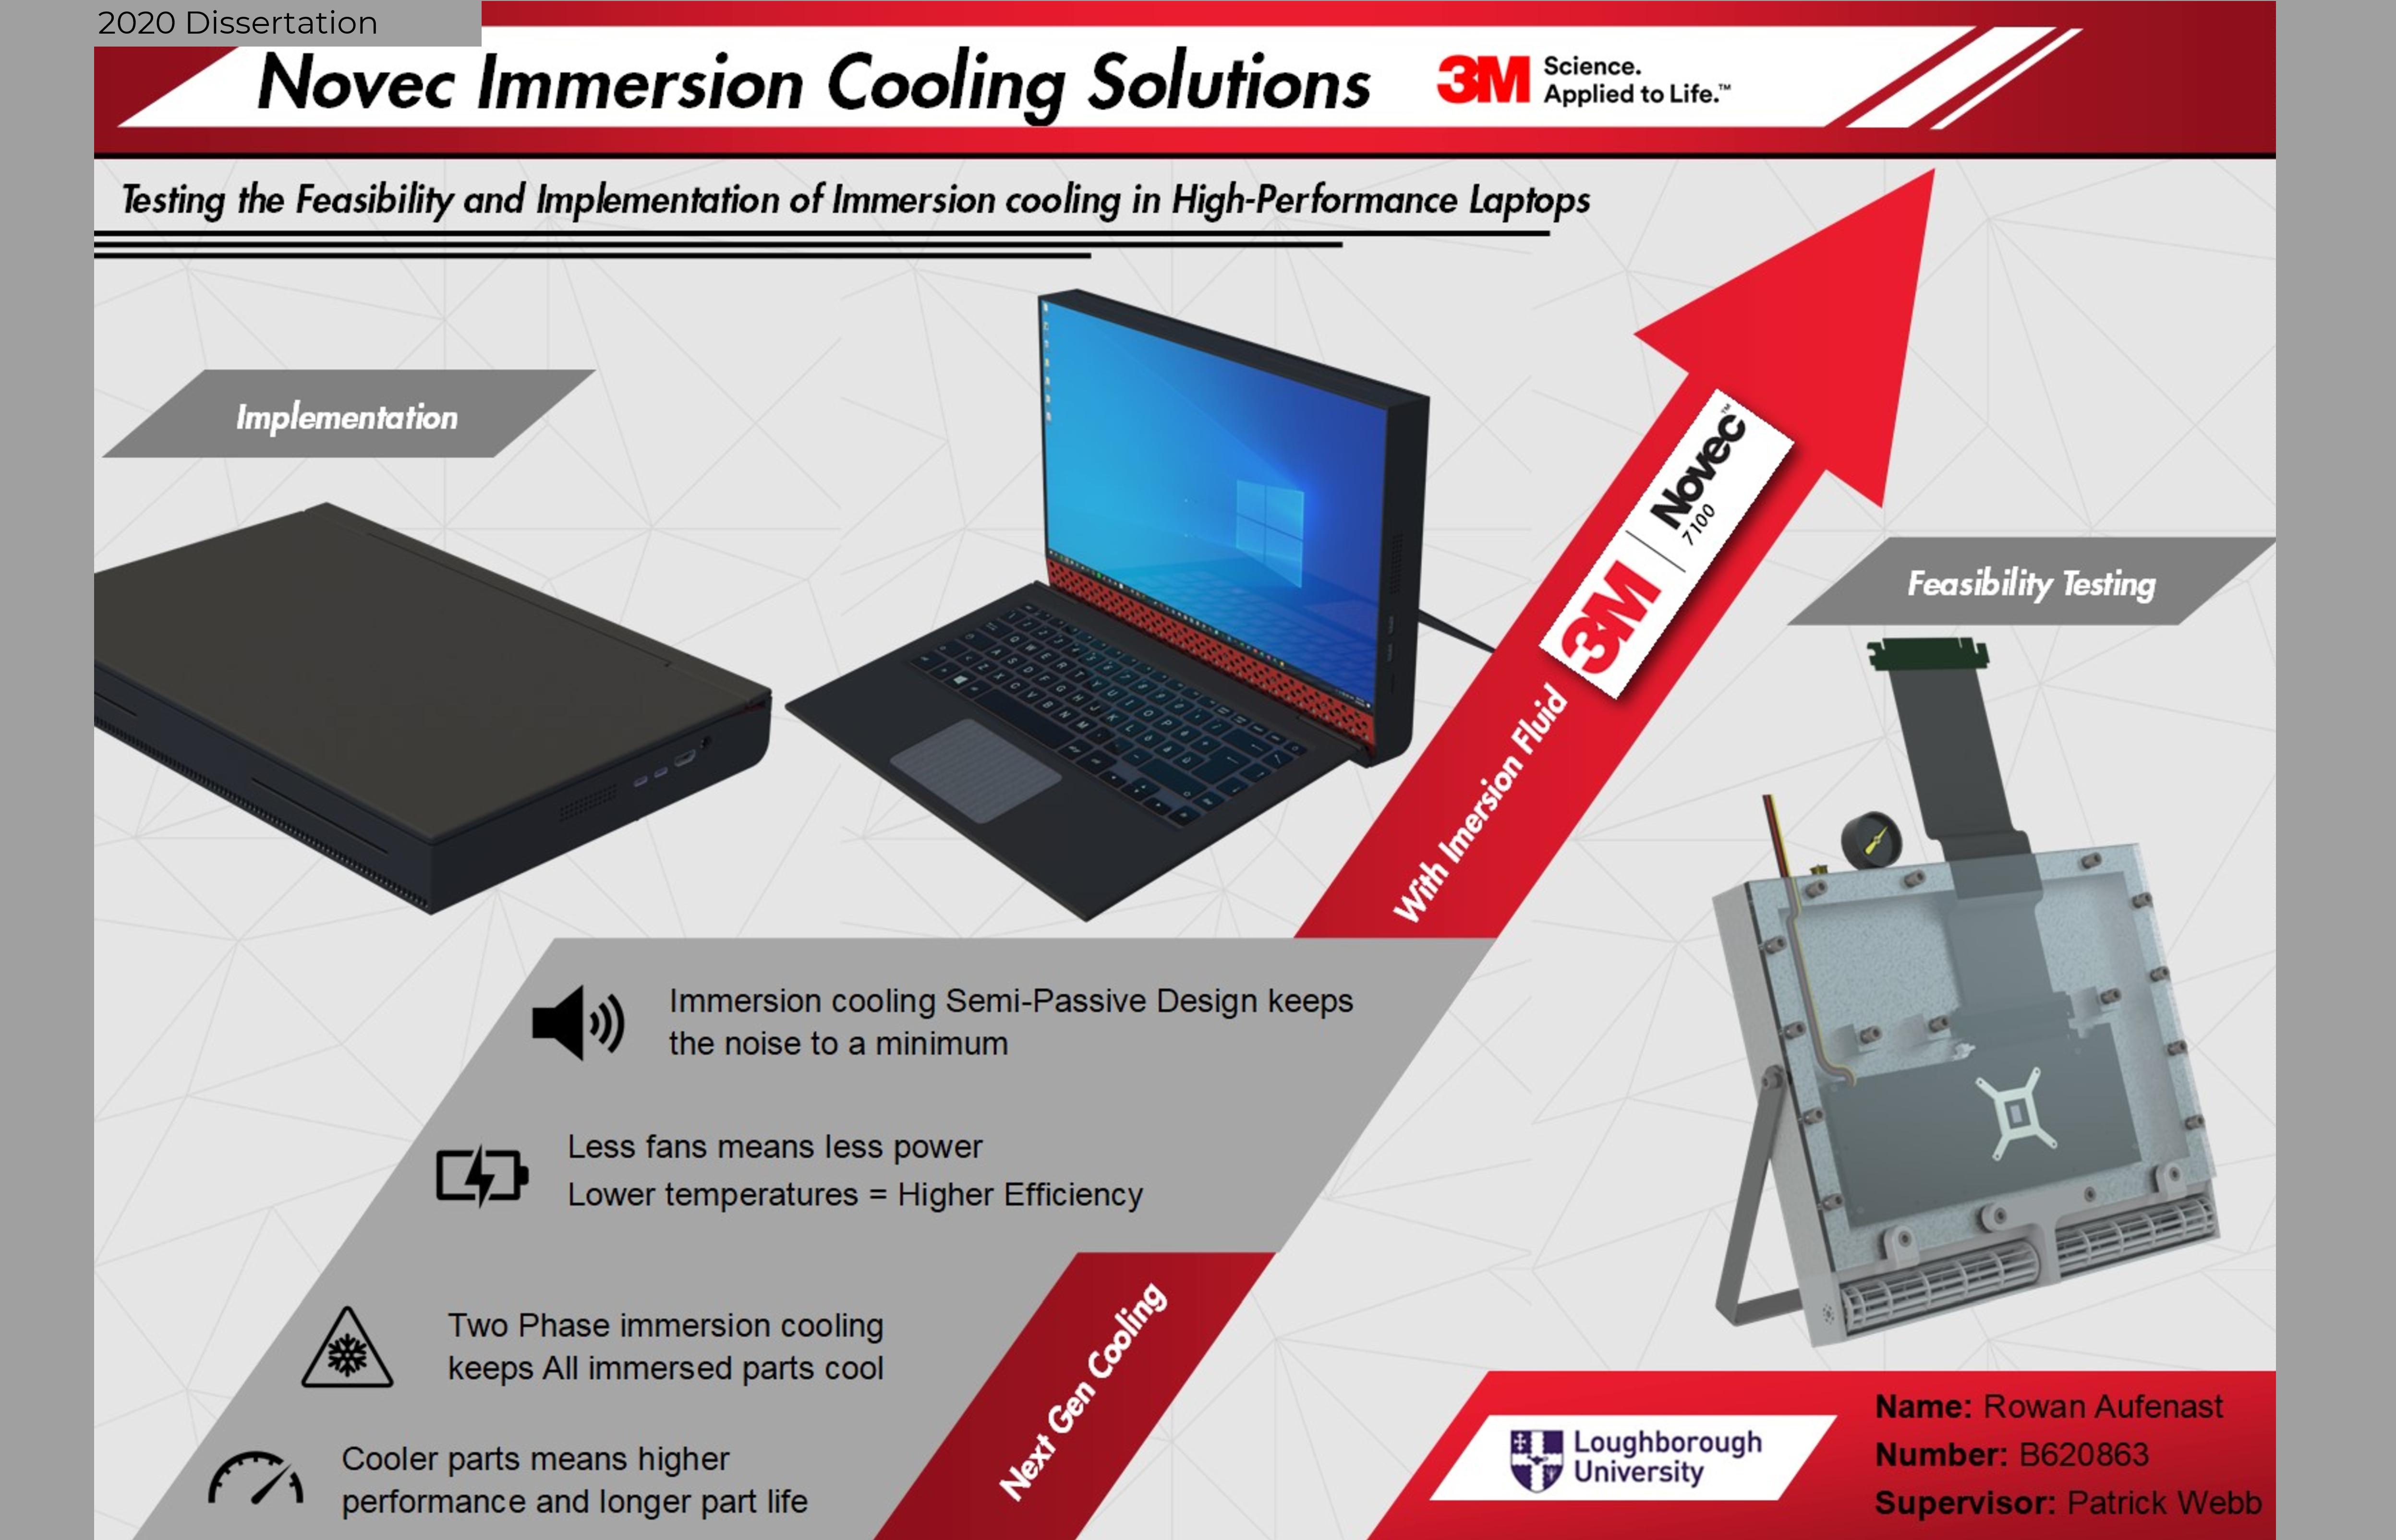 2020 Dissertation
Novec Immersion Cooling Solutions
3M Science.
Applied to Life.™
Testing the Feasibility and Implementation of Immersion cooling in High-Performance Laptops
Implementation
3M | Novec™
7100
With Imersion Fluid
Feasibility Testing
Immersion cooling Semi-Passive Design keeps
the noise to a minimum
Less fans means less power
Lower temperatures = Higher Efficiency
Two Phase immersion cooling
keeps All immersed parts cool
Cooler parts means higher
performance and longer part life
Next Gen Cooling
Loughborough
University
Name: Rowan Aufenast
Number: B620863
Supervisor: Patrick Webb